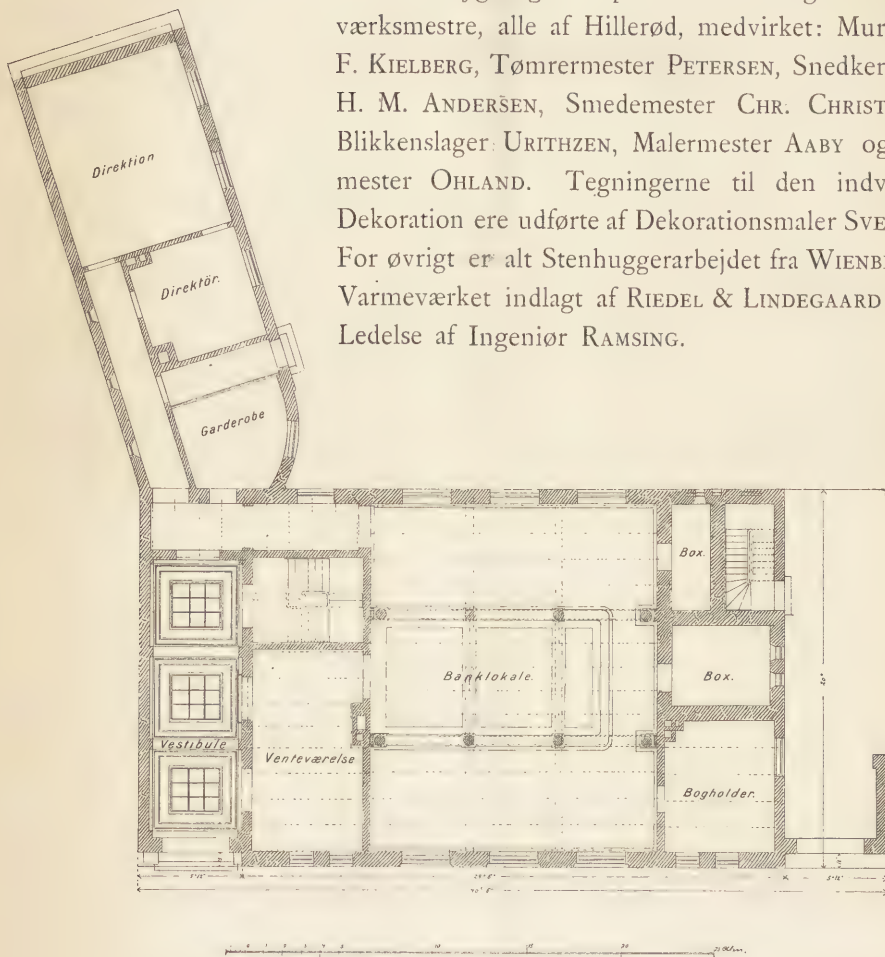 værksmestre, alle af Hillerød, medvirket: Mur
F. KIELBERG, Tømrermester PETERSEN, Snedker
H. M. ANDERSEN, Smedemester CHR. CHRIST
Blikkenslager URITHZEN, Malermester AABY og
mester OHLAND. Tegningerne til den indv
Dekoration ere udførte af Dekorationsmaler SVE
For øvrigt er alt Stenhuggerarbejdet fra WIENB
Varmeværket indlagt af RIEDEL & LINDEGAARD
Ledelse af Ingeniør RAMSING.
Direktion
Direktör.
Garderobe
Box.
Banklokale.
Box.
Vestibule
Venteværelse
Bogholder.